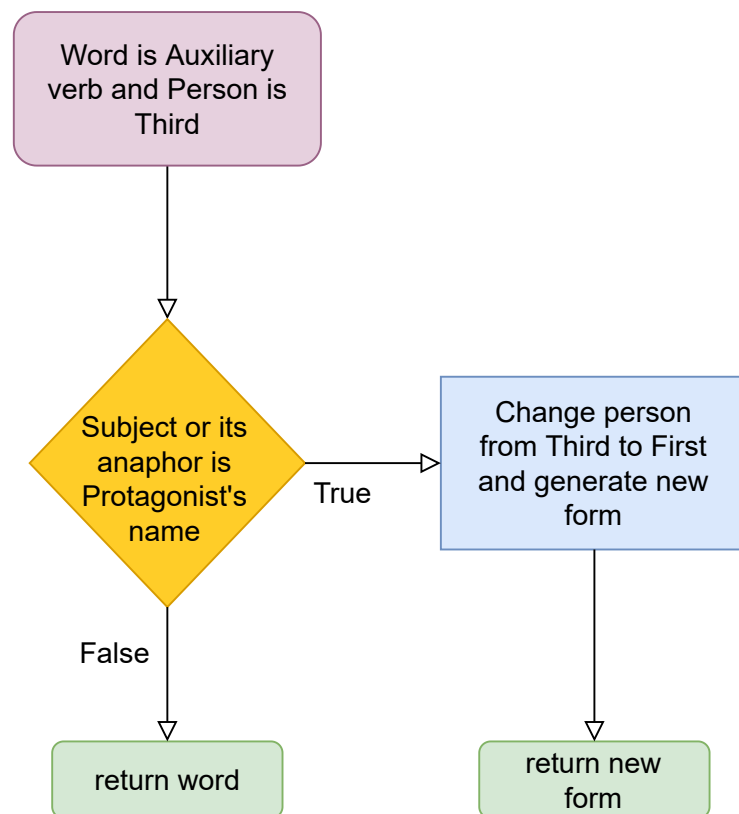 Word is Auxiliary
verb and Person is
Third
Subject or its
anaphor is
Protagonist's
name
True
Change person
from Third to First
and generate new
form
False
return word
return new
form